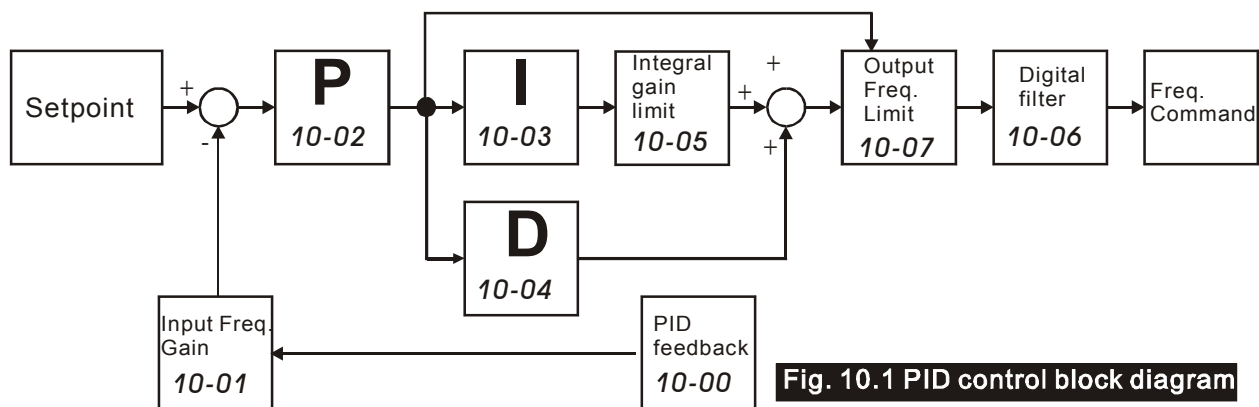 Setpoint
+
-
P
10-02
I
10-03
Integral
gain
limit
10-05
+
+
+
Output
Freq.
Limit
10-07
Digital
filter
10-06
Freq.
Command
D
10-04
Input Freq.
Gain
10-01
PID
feedback
10-00
Fig. 10.1 PID control block diagram